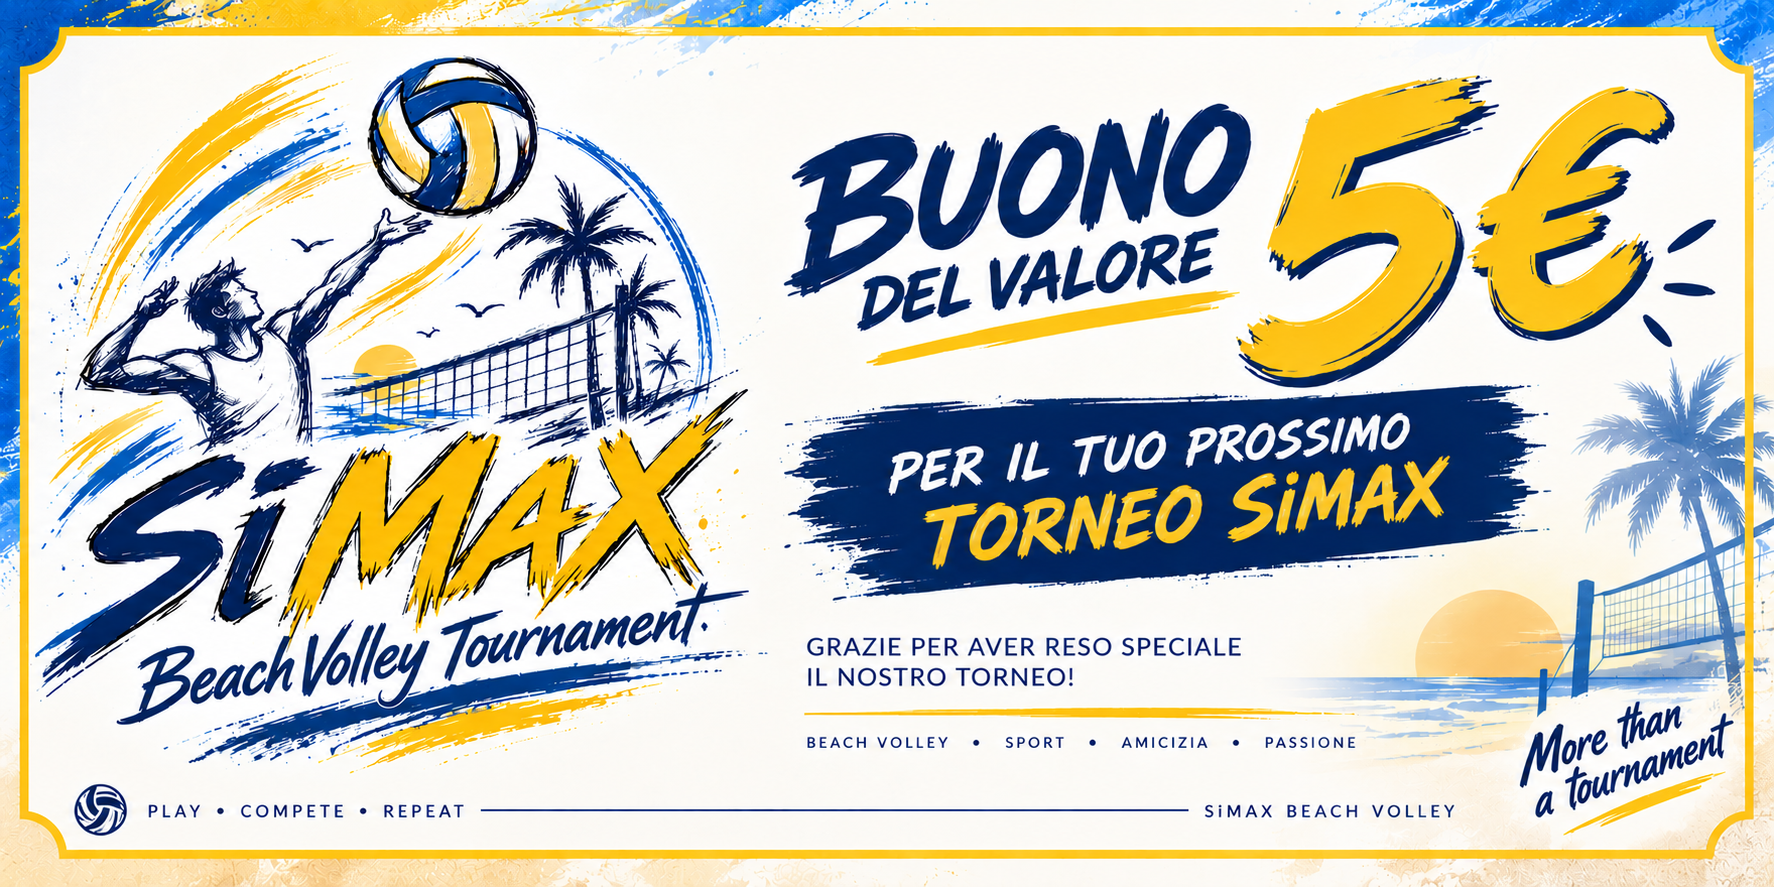 SiMAX
Beach Volley Tournament.
BUONO
DEL VALORE
5€
PER IL TUO PROSSIMO
TORNEO SiMAX
GRAZIE PER AVER RESO SPECIALE
IL NOSTRO TORNEO!
BEACH VOLLEY • SPORT • AMICIZIA • PASSIONE
More than
a tournament
PLAY • COMPETE • REPEAT
SiMAX BEACH VOLLEY